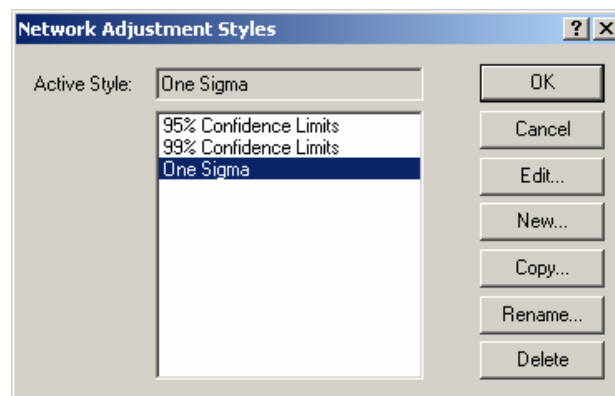 Network Adjustment Styles
Active Style: One Sigma
95% Confidence Limits
99% Confidence Limits
One Sigma
OK
Cancel
Edit...
New...
Copy...
Rename...
Delete